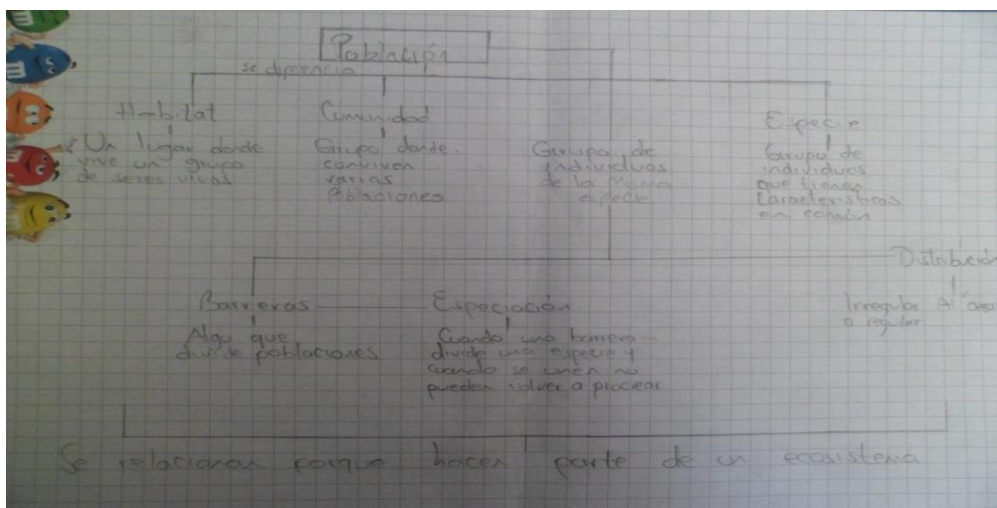 Población
se diferencia
Hábitat
Un lugar donde
vive un grupo
de seres vivos
Comunidad
Grupo donde
conviven
varias
Poblaciones
Grupo de
individuos
de la misma
especie
Especie
Grupo de
individuos
que tienen
Características
en común
Distribución
Irregular Al
o regular
Barreras
Algo que
divide poblaciones
Especiación
Cuando una barrera
divide una especie y
cuando se unen no
pueden volver a procrear
Se relacionan porque hacen parte de un ecosistema
m
m